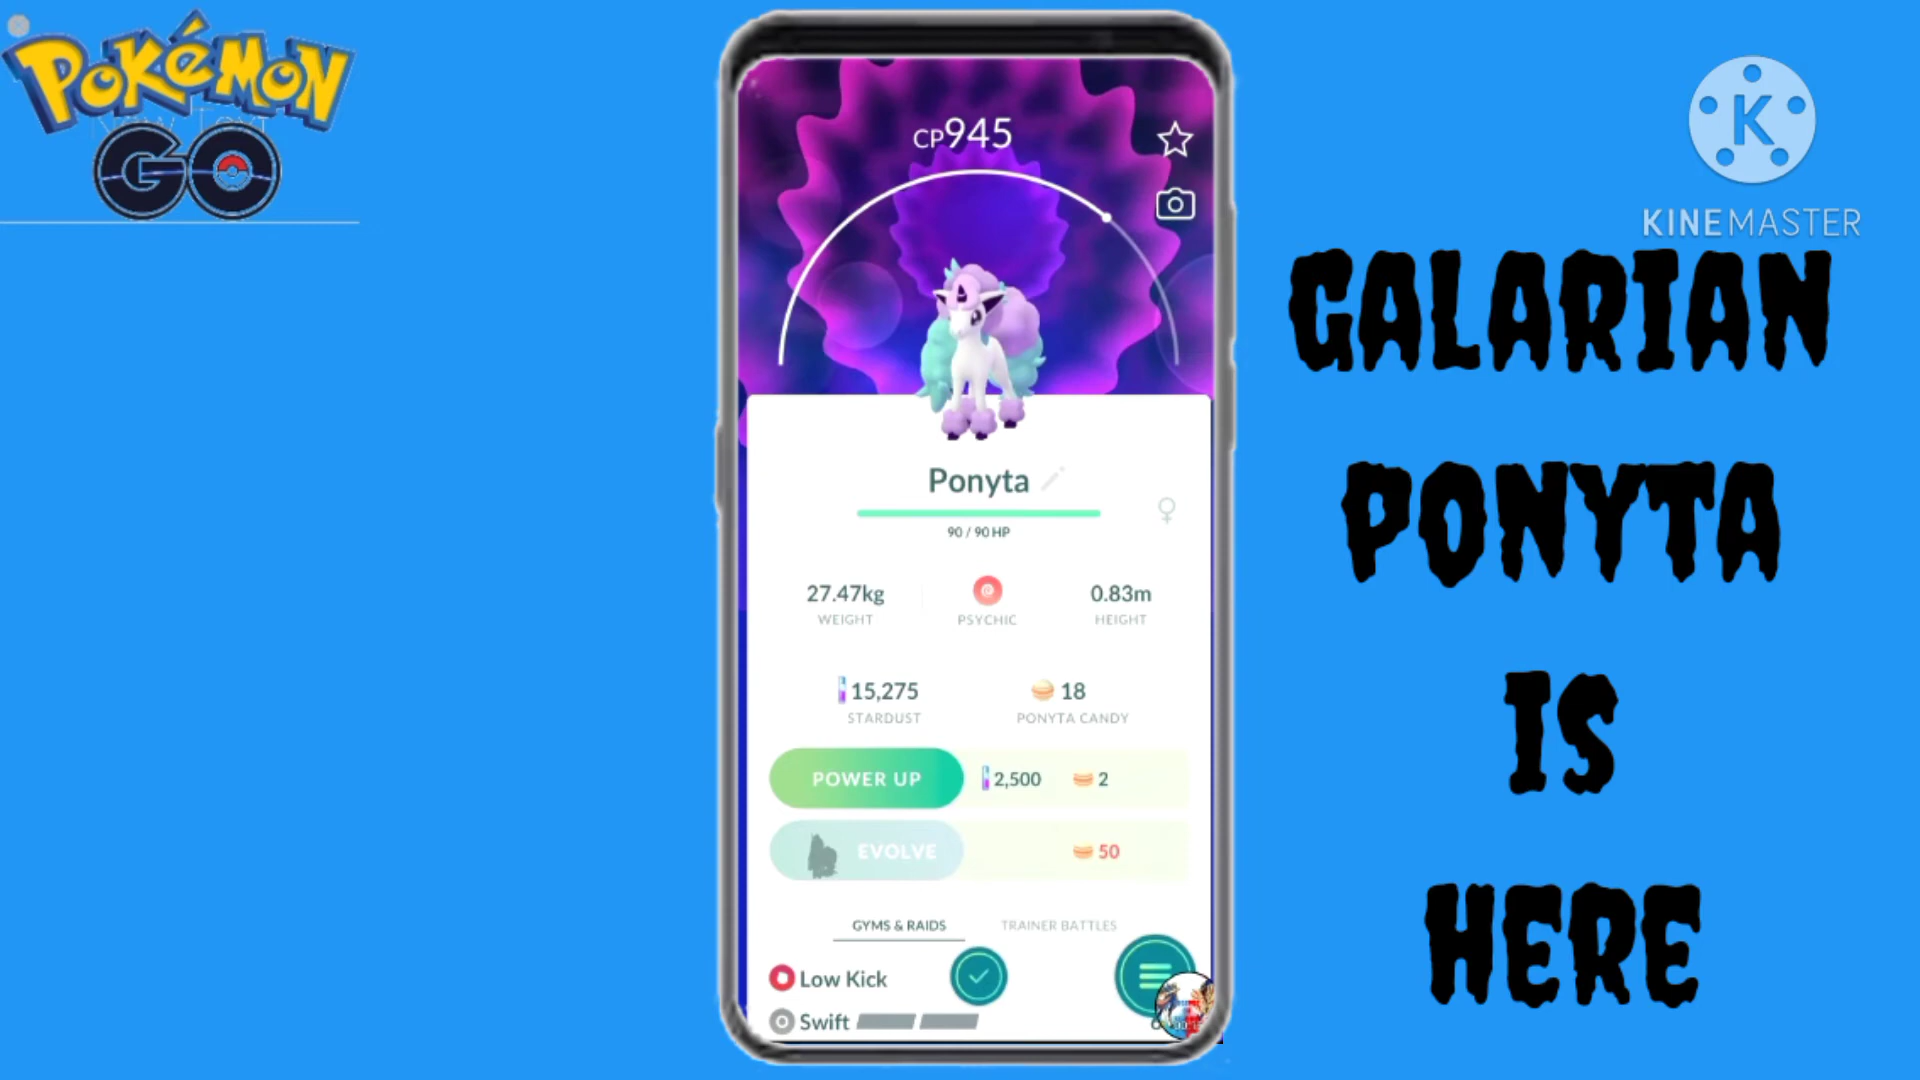 POKéMON
GO
New Text
CP945
Ponyta
90 / 90 HP
27.47kg
WEIGHT
PSYCHIC
0.83m
HEIGHT
15,275
STARDUST
18
PONYTA CANDY
POWER UP
2,500
2
EVOLVE
50
GYMS & RAIDS
TRAINER BATTLES
Low Kick
Swift
K
KINEMASTER
GALARIAN
PONYTA
IS
HERE